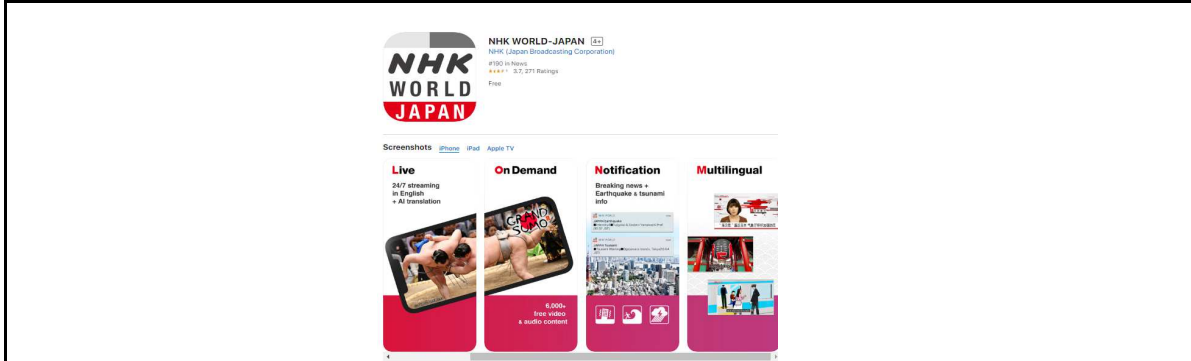 NHK
WORLD
JAPAN
NHK WORLD-JAPAN 4+
NHK (Japan Broadcasting Corporation)
#190 in News
3.7, 271 Ratings
Free
Screenshots iPhone iPad Apple TV
Live
24/7 streaming
in English
+ AI translation
On Demand
GRAND
SUMO
6,000+
free video
& audio content
Notification
Breaking news +
Earthquake & tsunami
info
Multilingual